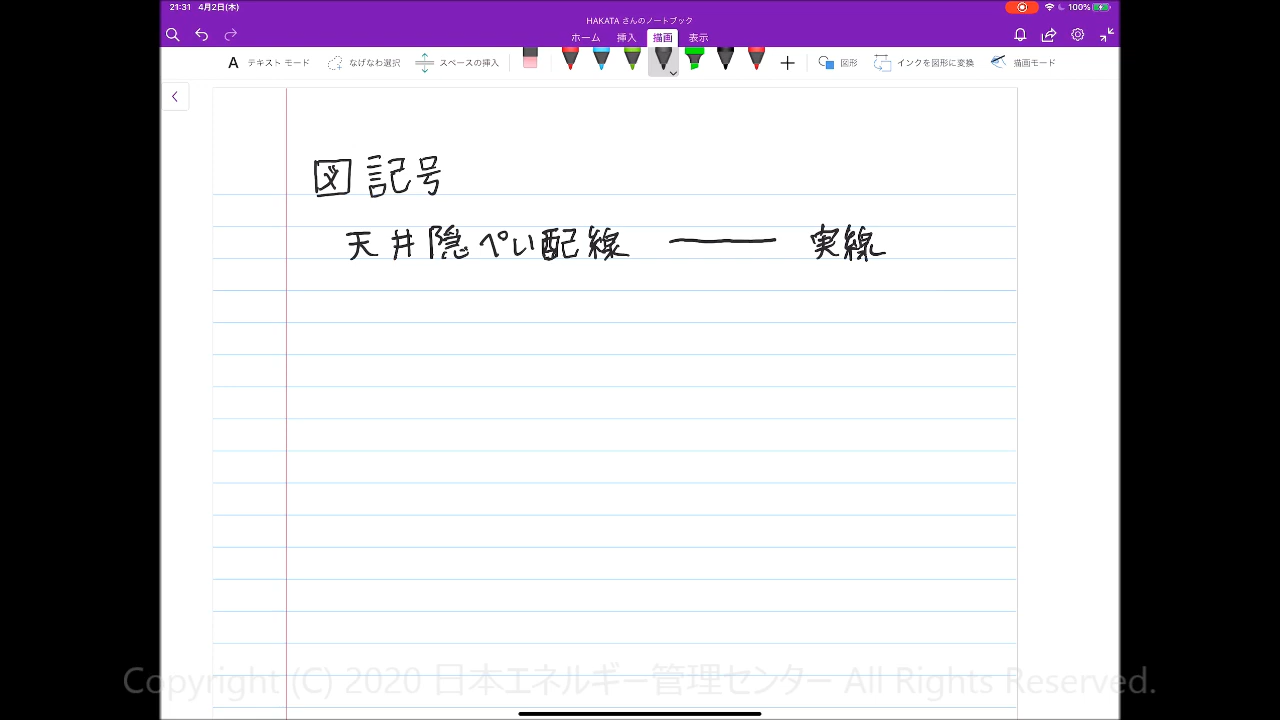 21:31 4月2日(木)
100%
HAKATA さんのノートブック
ホーム 挿入 描画 表示
A テキスト モード なげなわ選択 スペースの挿入 図形 インクを図形に変換 描画モード
図記号
天井隠ぺい配線 ―― 実線
Copyright (C) 2020 日本エネルギー管理センター All Rights Reserved.